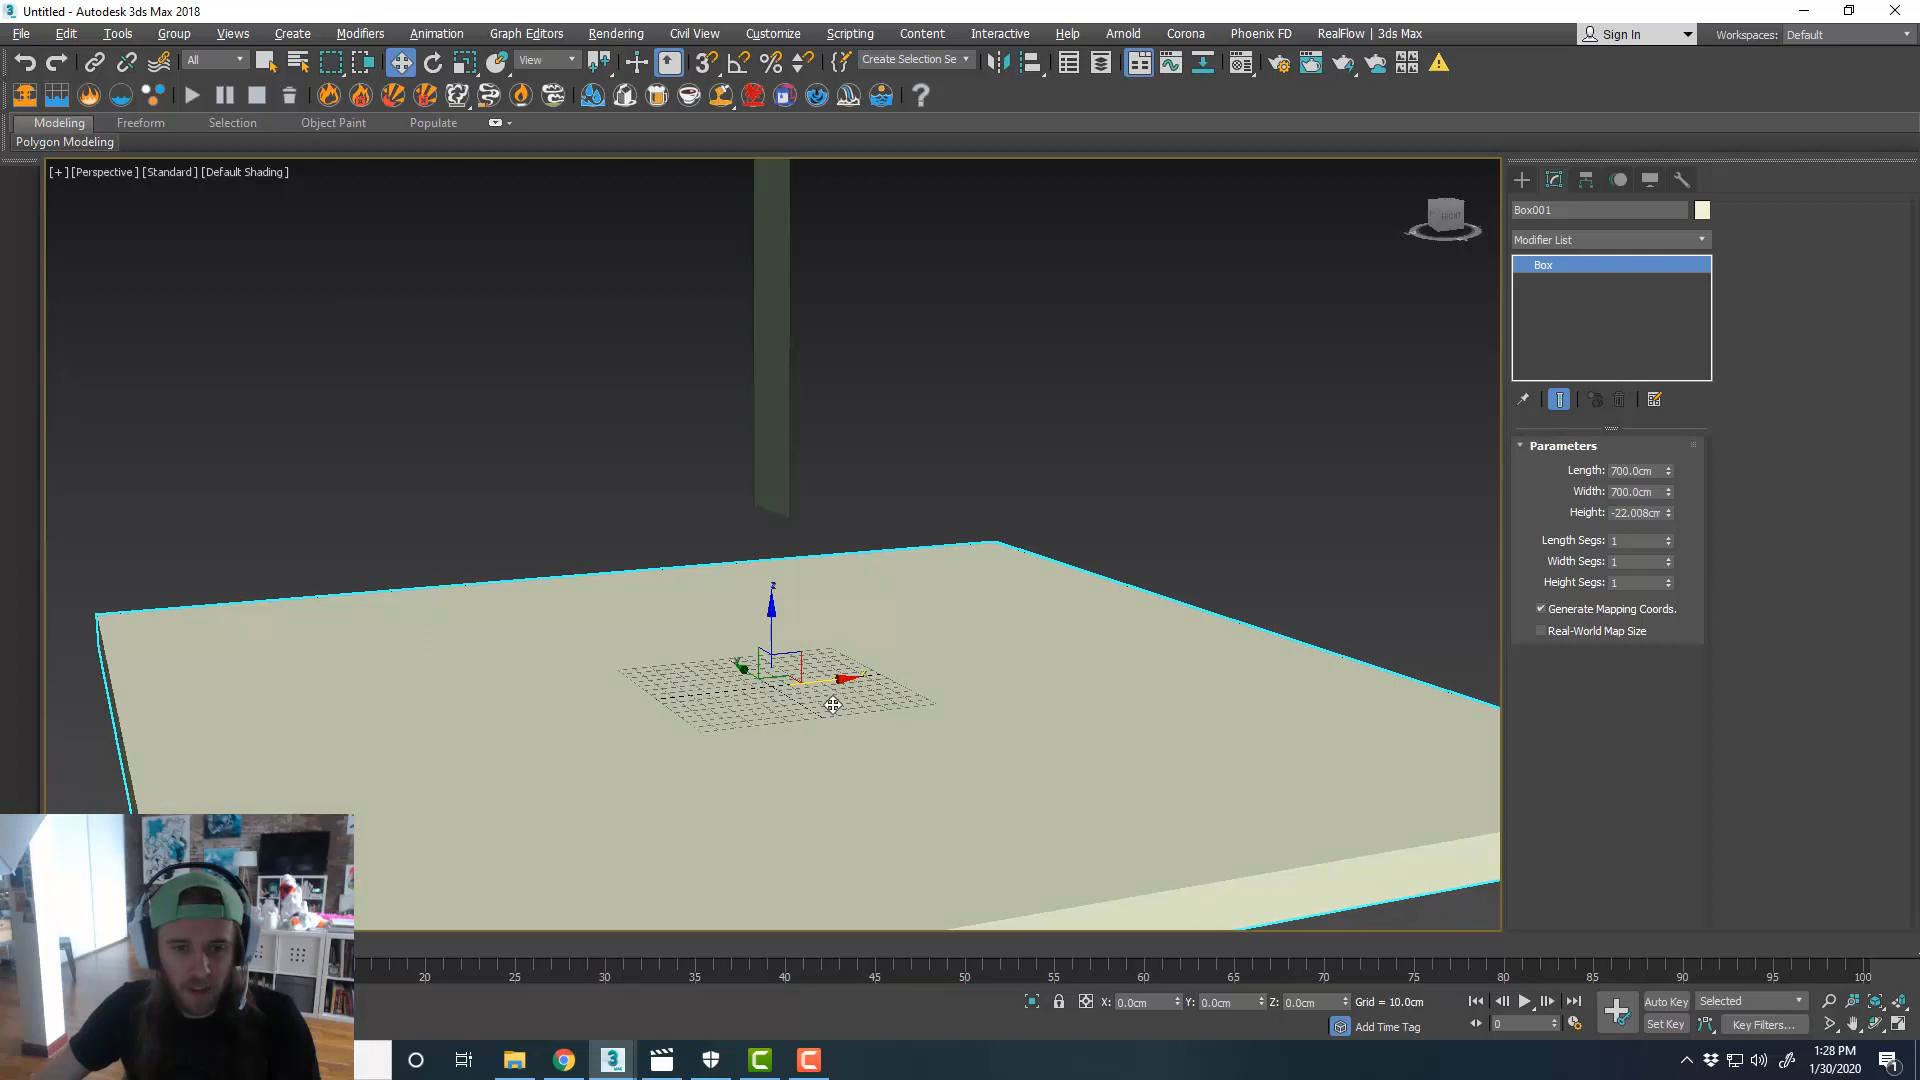 Untitled - Autodesk 3ds Max 2018
File Edit Tools Group Views Create Modifiers Animation Graph Editors Rendering Civil View Customize Scripting Content Interactive Help Arnold Corona Phoenix FD RealFlow | 3ds Max Sign In Workspaces: Default
All View Create Selection Se
Modeling Freeform Selection Object Paint Populate
Polygon Modeling
[+] [Perspective] [Standard] [Default Shading]
FRONT
Box001
Modifier List
Box
Parameters
Length: 700.0cm
Width: 700.0cm
Height: -22.008cm
Length Segs: 1
Width Segs: 1
Height Segs: 1
Generate Mapping Coords.
Real-World Map Size
z
20 25 30 35 40 45 50 55 60 65 70 75 80 85 90 95 100
X: 0.0cm Y: 0.0cm Z: 0.0cm Grid = 10.0cm Auto Key Selected
Add Time Tag 0 Set Key Key Filters...
1:28 PM
1/30/2020
1